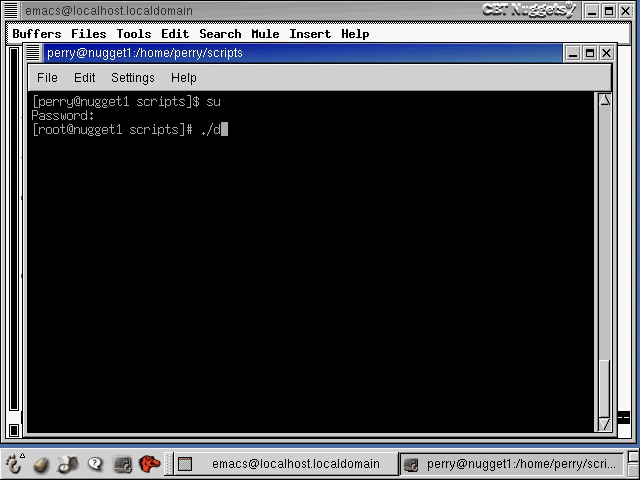 emacs@localhost.localdomain
CBT Nuggets
Buffers Files Tools Edit Search Mule Insert Help
perry@nugget1:/home/perry/scripts
File Edit Settings Help
[perry@nugget1 scripts]$ su
Password:
[root@nugget1 scripts]# ./d
--
emacs@localhost.localdomain
perry@nugget1:/home/perry/scri...